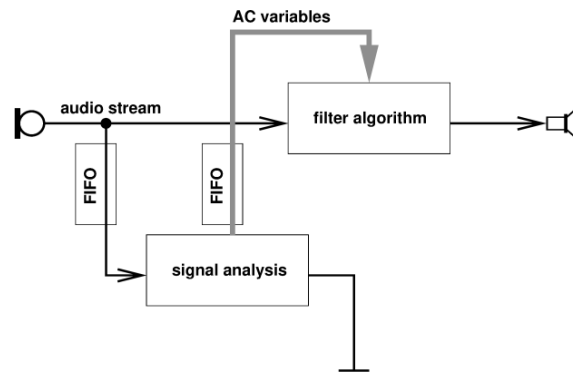 AC variables
audio stream
filter algorithm
FIFO
FIFO
signal analysis